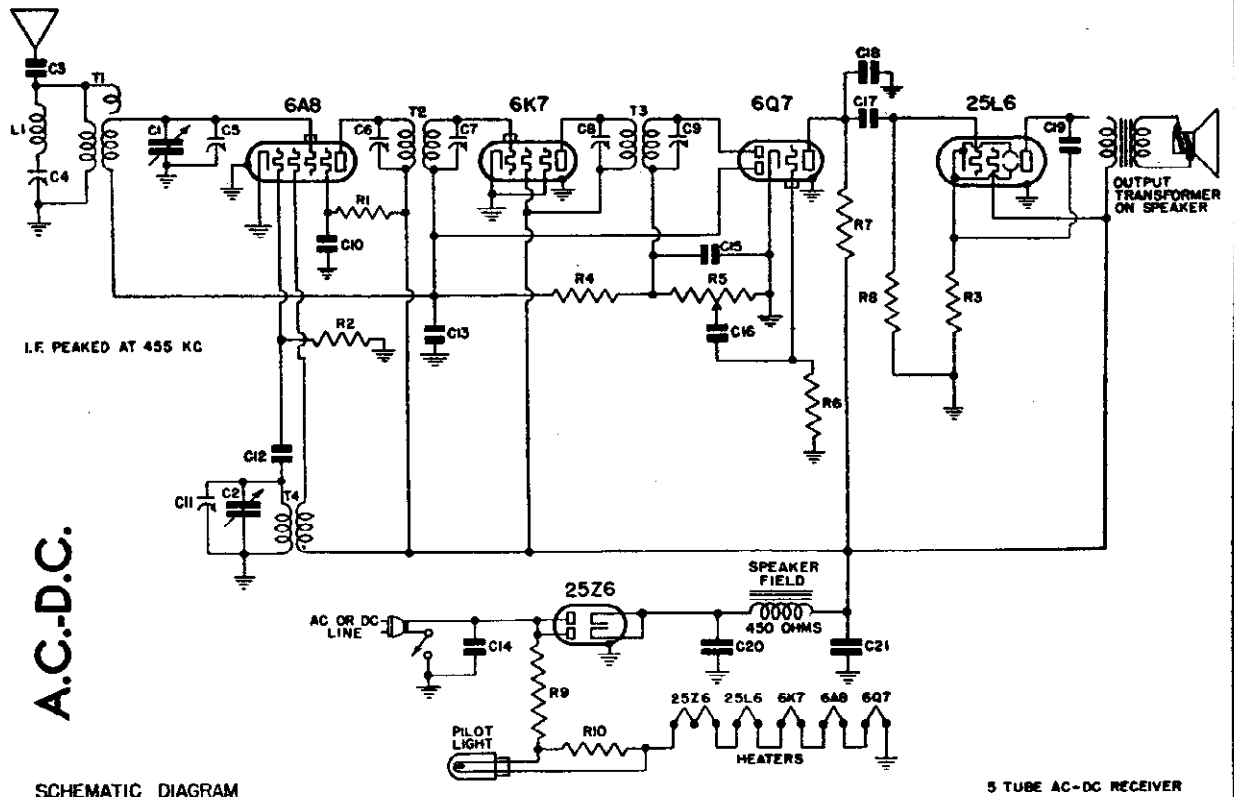 C3
T1
L1
C4
C1
C5
6A8
C6
T2
C7
6K7
C8
T3
C9
6Q7
C18
C17
25L6
C19
OUTPUT
TRANSFORMER
ON SPEAKER
R1
C10
C15
R7
R4
R5
R8
R3
C16
C13
R2
I.F. PEAKED AT 455 KC
R6
C12
C11
C2
T4
A.C.-D.C.
25Z6
SPEAKER
FIELD
450 OHMS
AC OR DC
LINE
C14
C20
C21
R9
25Z6 25L6 6K7 6A8 6Q7
PILOT
LIGHT
R10
HEATERS
SCHEMATIC DIAGRAM
5 TUBE AC-DC RECEIVER